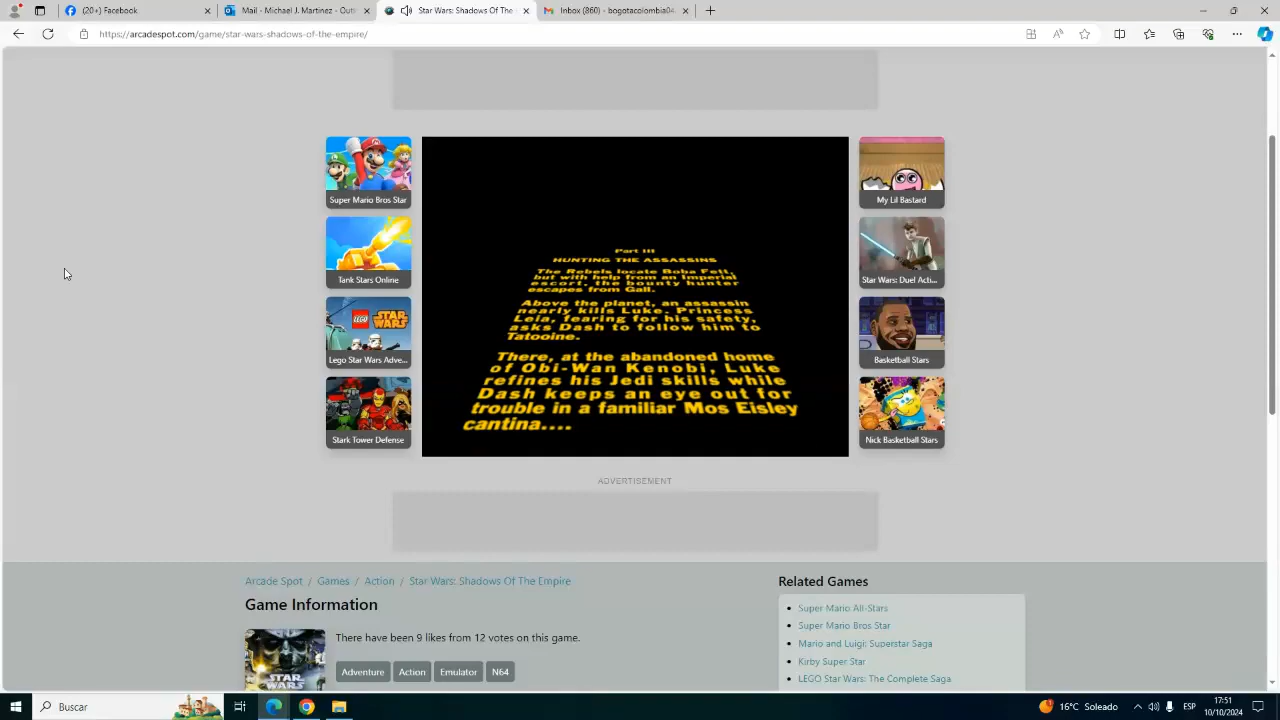 (20+) Facebook
Mail - Michael J. Martinez - Outl
Star Wars: Shadows Of The
Inbox (860) - bogotacolombia04
https://arcadespot.com/game/star-wars-shadows-of-the-empire/
Super Mario Bros Star
Tank Stars Online
LEGO STAR WARS
Lego Star Wars Adve...
Stark Tower Defense
Part III
HUNTING THE ASSASSINS
The Rebels locate Boba Fett,
but with help from an Imperial
escort, the bounty hunter
escapes from Gall.
Above the planet, an assassin
nearly kills Luke. Princess
Leia, fearing for his safety,
asks Dash to follow him to
Tatooine.
There, at the abandoned home
of Obi-Wan Kenobi, Luke
refines his Jedi skills while
Dash keeps an eye out for
trouble in a familiar Mos Eisley
cantina....
My Lil Bastard
Star Wars: Duel Acti...
Basketball Stars
Nick Basketball Stars
ADVERTISEMENT
Arcade Spot / Games / Action / Star Wars: Shadows Of The Empire
Game Information
There have been 9 likes from 12 votes on this game.
STAR WARS
Adventure
Action
Emulator
N64
Related Games
Super Mario All-Stars
Super Mario Bros Star
Mario and Luigi: Superstar Saga
Kirby Super Star
LEGO Star Wars: The Complete Saga
Buscar
16°C Soleado
ESP
17:51
10/10/2024